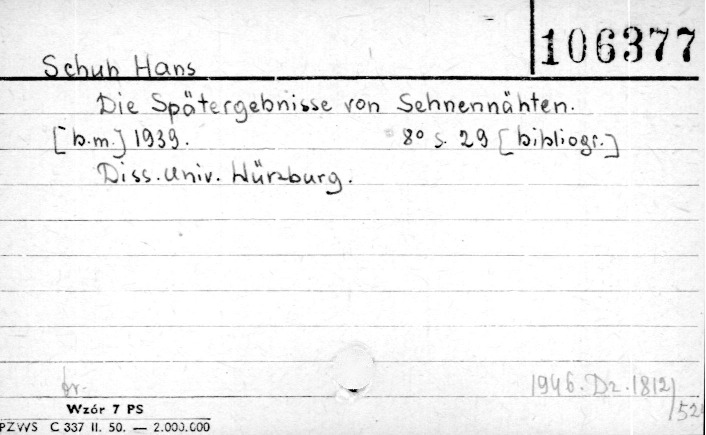 106377
Schuh Hans
Die Spätergebnisse von Sehnennähten.
[b.m.] 1939. 8° s. 29 [bibliogr.]
Diss. Univ. Würzburg.
1946. Dz. 1812/
Wzór 7 PS
PZWS C 337 II. 50. — 2.000.000